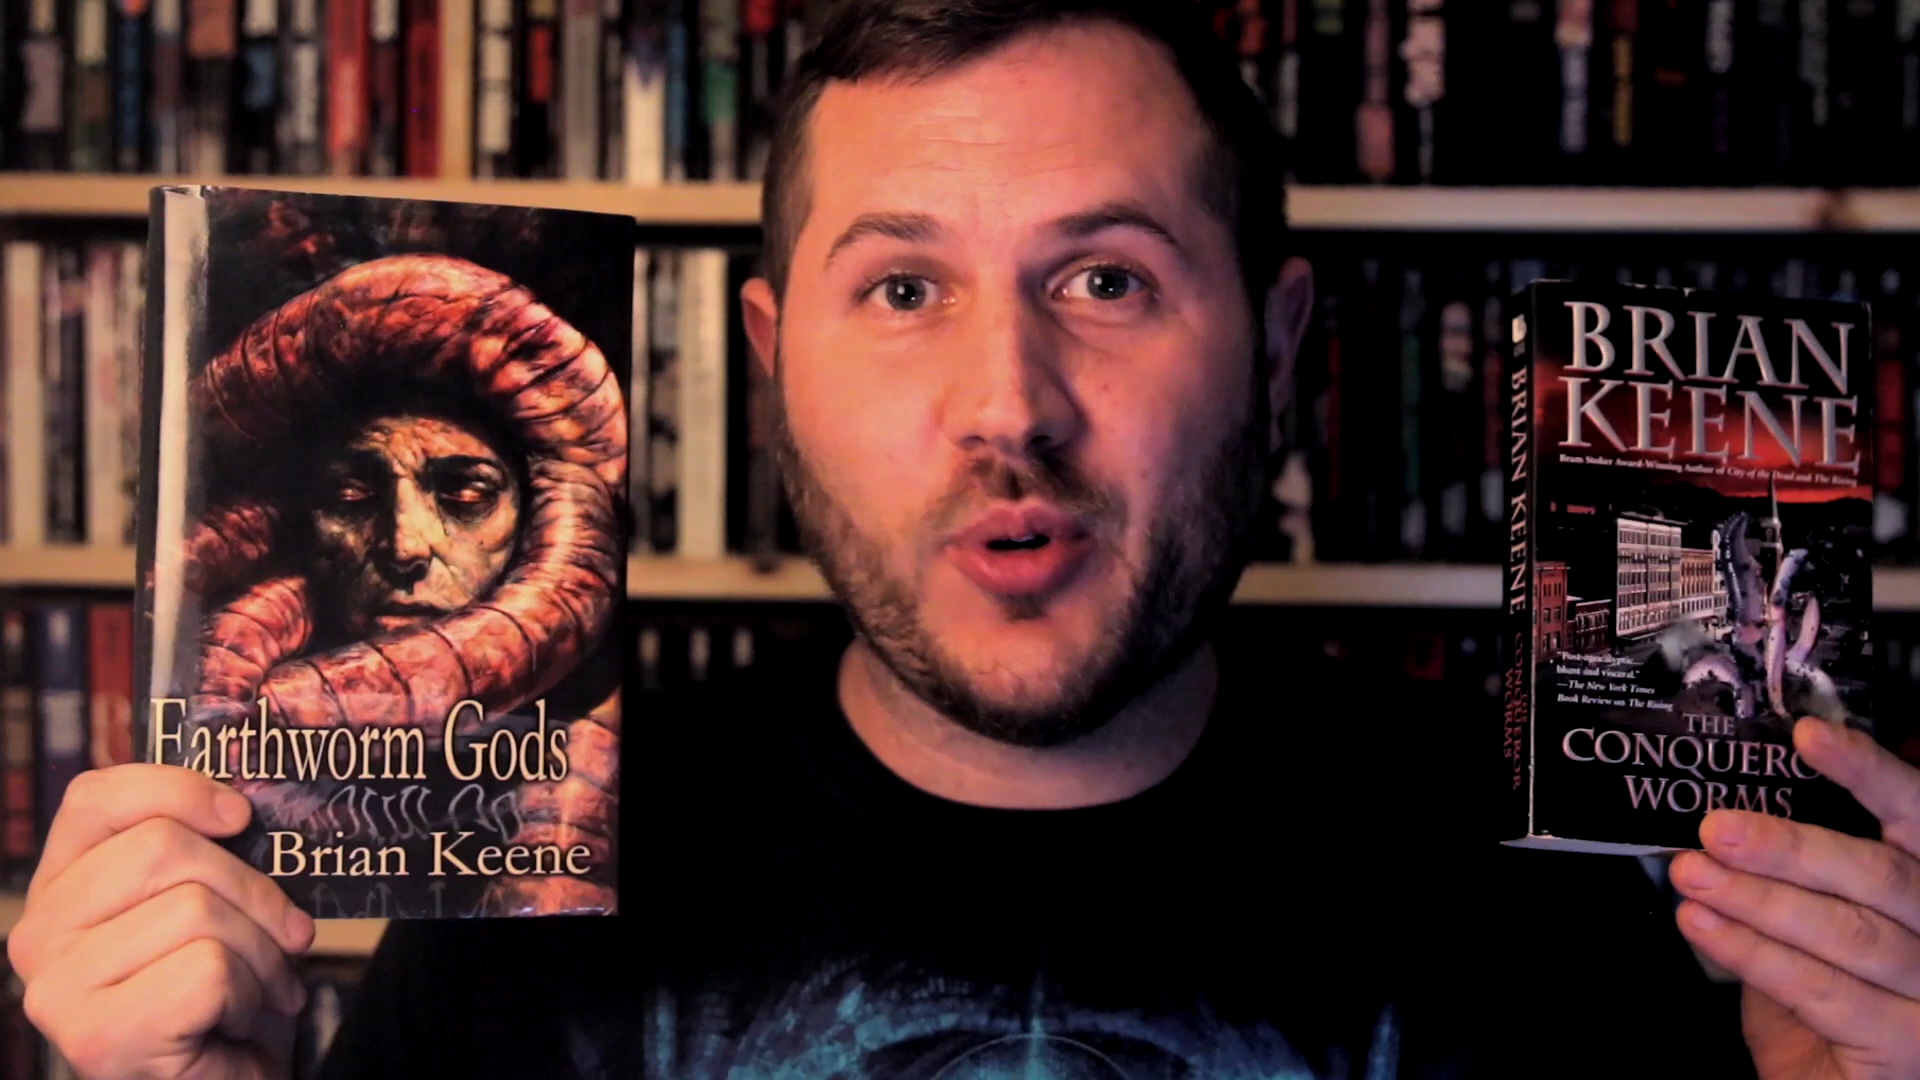 Earthworm Gods
Brian Keene
BRIAN KEENE
CONQUEROR
WORMS
BRIAN
KEENE
Bram Stoker Award-Winning Author of City of the Dead and The Rising
"Post-apocalyptic...
blunt and visceral."
—The New York Times
Book Review on The Rising
THE
CONQUERO
WORMS